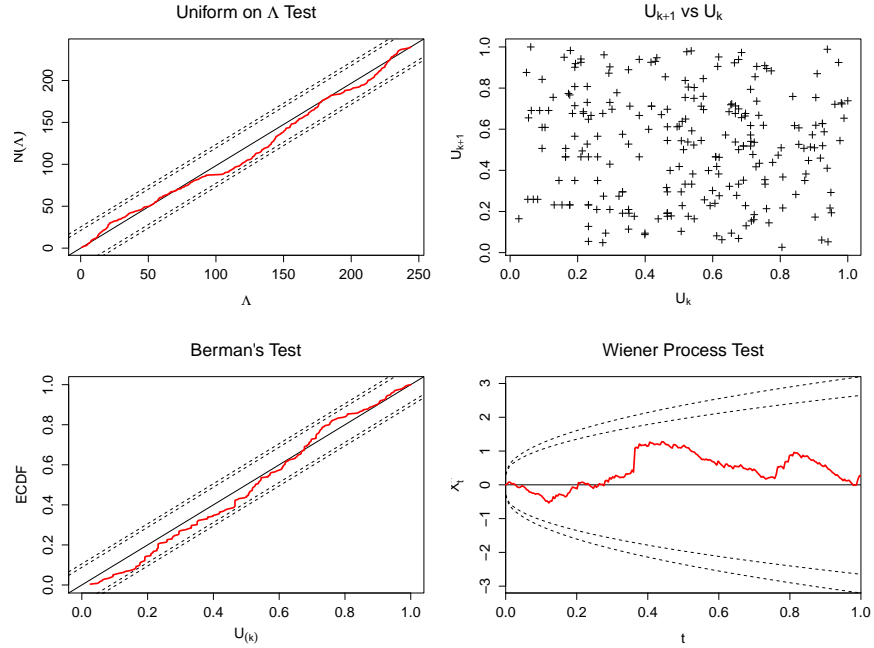 Uniform on Λ Test
N(Λ)
0 50 100 150 200
0 50 100 150 200 250
Λ
U_{k+1} vs U_k
U_{k+1}
0.0 0.2 0.4 0.6 0.8 1.0
0.0 0.2 0.4 0.6 0.8 1.0
U_k
Berman's Test
ECDF
0.0 0.2 0.4 0.6 0.8 1.0
0.0 0.2 0.4 0.6 0.8 1.0
U_{(k)}
Wiener Process Test
x_t
-3 -2 -1 0 1 2 3
0.0 0.2 0.4 0.6 0.8 1.0
t